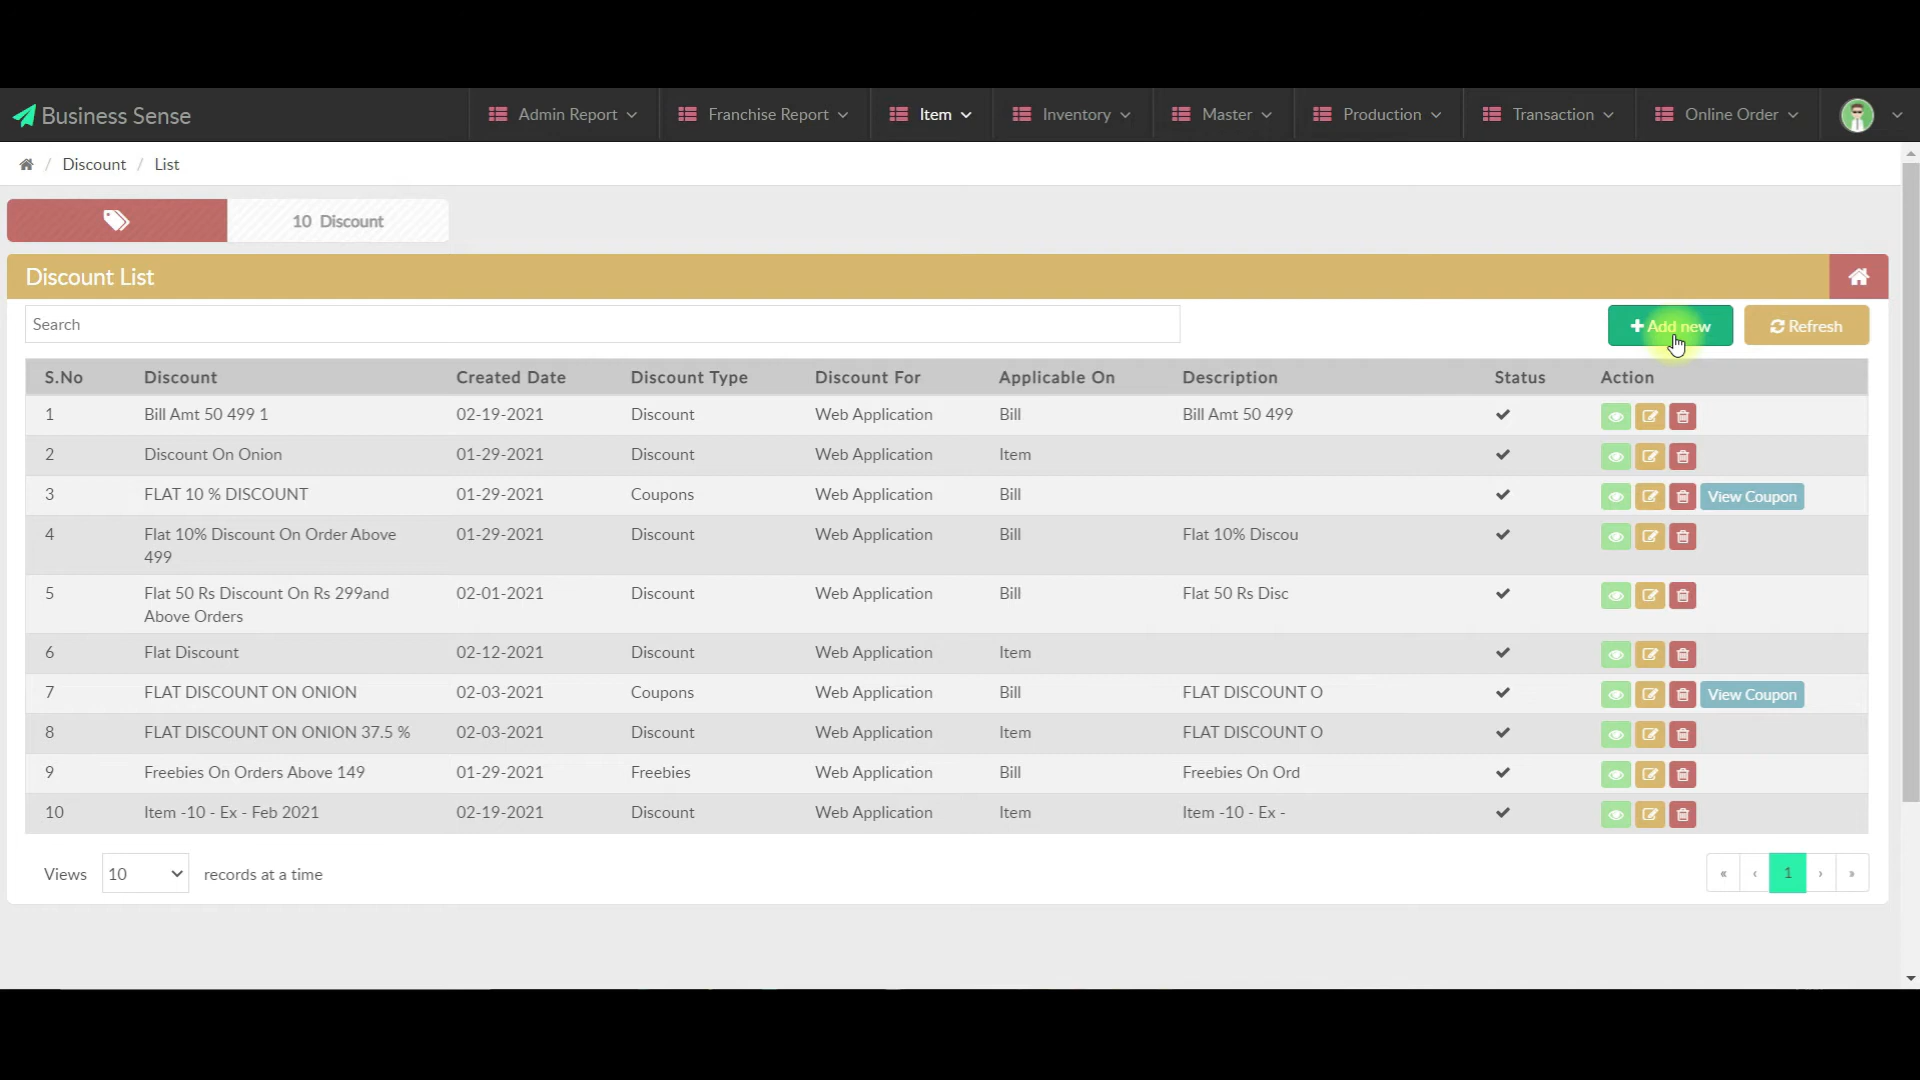 Business Sense
Admin Report
Franchise Report
Item
Inventory
Master
Production
Transaction
Online Order
/ Discount / List
10 Discount
Discount List
Search
Add new
Refresh
S.No Discount Created Date Discount Type Discount For Applicable On Description Status Action
1 Bill Amt 50 499 1 02-19-2021 Discount Web Application Bill Bill Amt 50 499
2 Discount On Onion 01-29-2021 Discount Web Application Item
3 FLAT 10 % DISCOUNT 01-29-2021 Coupons Web Application Bill View Coupon
4 Flat 10% Discount On Order Above 01-29-2021 Discount Web Application Bill Flat 10% Discou
499
5 Flat 50 Rs Discount On Rs 299and 02-01-2021 Discount Web Application Bill Flat 50 Rs Disc
Above Orders
6 Flat Discount 02-12-2021 Discount Web Application Item
7 FLAT DISCOUNT ON ONION 02-03-2021 Coupons Web Application Bill FLAT DISCOUNT O View Coupon
8 FLAT DISCOUNT ON ONION 37.5 % 02-03-2021 Discount Web Application Item FLAT DISCOUNT O
9 Freebies On Orders Above 149 01-29-2021 Freebies Web Application Bill Freebies On Ord
10 Item -10 - Ex - Feb 2021 02-19-2021 Discount Web Application Item Item -10 - Ex -
Views 10 records at a time
« ‹ 1 › »